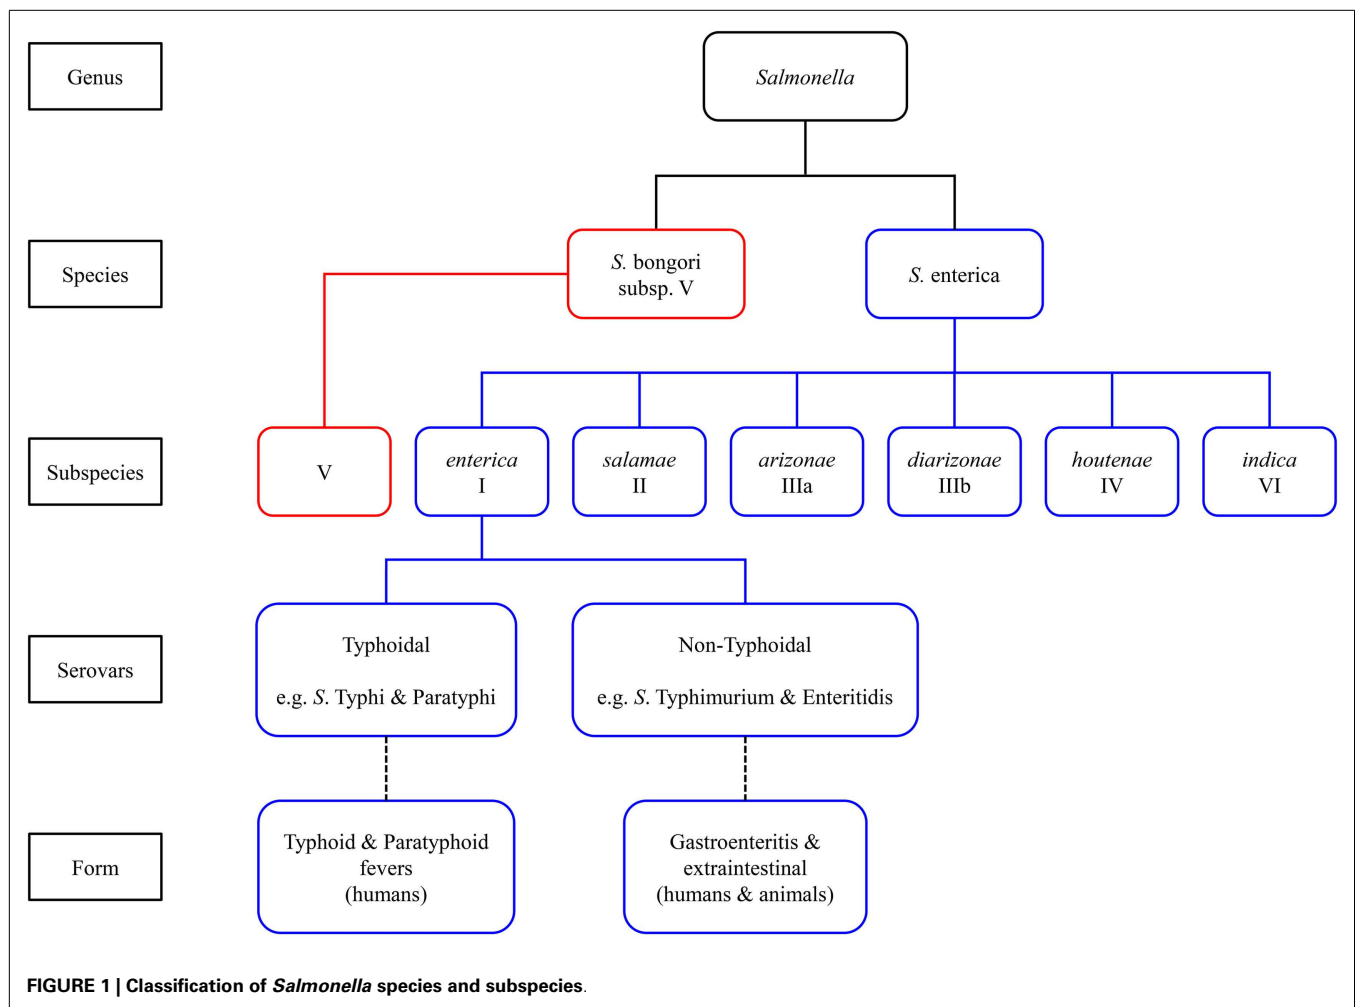 Genus
Salmonella
Species
S. bongori
subsp. V
S. enterica
Subspecies
V
enterica
I
salamae
II
arizonae
IIIa
diarizonae
IIIb
houtenae
IV
indica
VI
Serovars
Typhoidal
e.g. S. Typhi & Paratyphi
Non-Typhoidal
e.g. S. Typhimurium & Enteritidis
Form
Typhoid & Paratyphoid
fevers
(humans)
Gastroenteritis &
extraintestinal
(humans & animals)
FIGURE 1 | Classification of Salmonella species and subspecies.